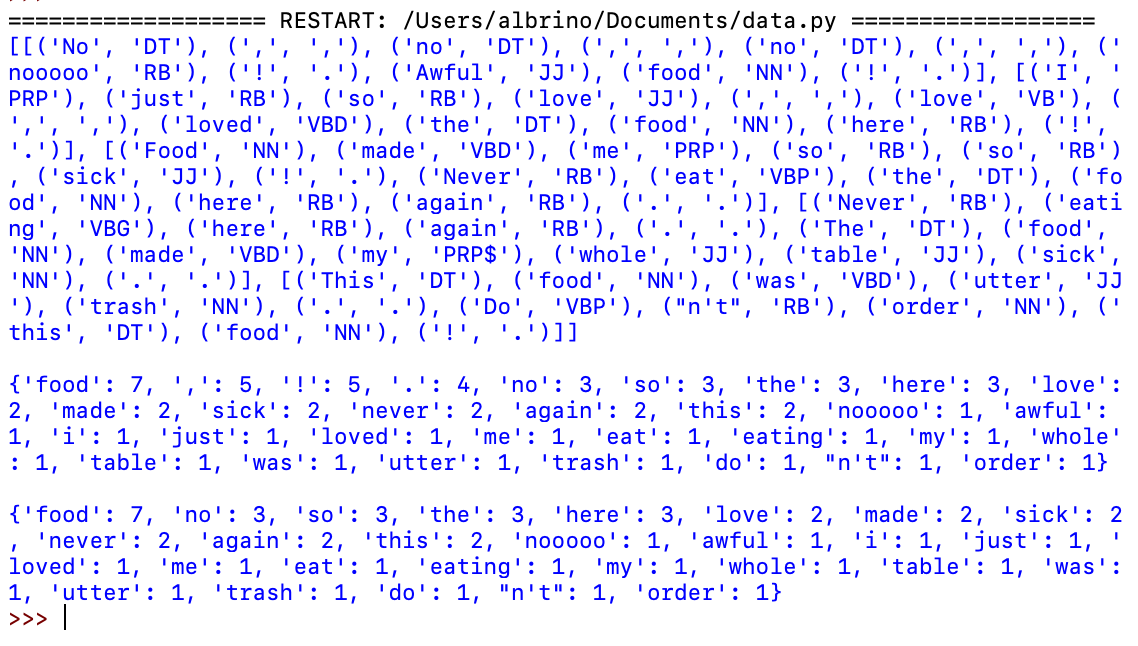 =================== RESTART: /Users/albrino/Documents/data.py ==================
[[('No', 'DT'), (',', ','), ('no', 'DT'), (',', ','), ('no', 'DT'), (',', ','), ('
nooooo', 'RB'), ('!', '.'), ('Awful', 'JJ'), ('food', 'NN'), ('!', '.')], [('I', '
PRP'), ('just', 'RB'), ('so', 'RB'), ('love', 'JJ'), (',', ','), ('love', 'VB'), (
',', ','), ('loved', 'VBD'), ('the', 'DT'), ('food', 'NN'), ('here', 'RB'), ('!',
'.')], [('Food', 'NN'), ('made', 'VBD'), ('me', 'PRP'), ('so', 'RB'), ('so', 'RB')
, ('sick', 'JJ'), ('!', '.'), ('Never', 'RB'), ('eat', 'VBP'), ('the', 'DT'), ('fo
od', 'NN'), ('here', 'RB'), ('again', 'RB'), ('.', '.')], [('Never', 'RB'), ('eati
ng', 'VBG'), ('here', 'RB'), ('again', 'RB'), ('.', '.'), ('The', 'DT'), ('food',
'NN'), ('made', 'VBD'), ('my', 'PRP$'), ('whole', 'JJ'), ('table', 'JJ'), ('sick',
'NN'), ('.', '.')], [('This', 'DT'), ('food', 'NN'), ('was', 'VBD'), ('utter', 'JJ
'), ('trash', 'NN'), ('.', '.'), ('Do', 'VBP'), ("n't", 'RB'), ('order', 'NN'), ('
this', 'DT'), ('food', 'NN'), ('!', '.')]]
{'food': 7, ',': 5, '!': 5, '.': 4, 'no': 3, 'so': 3, 'the': 3, 'here': 3, 'love':
2, 'made': 2, 'sick': 2, 'never': 2, 'again': 2, 'this': 2, 'nooooo': 1, 'awful':
1, 'i': 1, 'just': 1, 'loved': 1, 'me': 1, 'eat': 1, 'eating': 1, 'my': 1, 'whole'
: 1, 'table': 1, 'was': 1, 'utter': 1, 'trash': 1, 'do': 1, "n't": 1, 'order': 1}
{'food': 7, 'no': 3, 'so': 3, 'the': 3, 'here': 3, 'love': 2, 'made': 2, 'sick': 2
, 'never': 2, 'again': 2, 'this': 2, 'nooooo': 1, 'awful': 1, 'i': 1, 'just': 1, '
loved': 1, 'me': 1, 'eat': 1, 'eating': 1, 'my': 1, 'whole': 1, 'table': 1, 'was':
1, 'utter': 1, 'trash': 1, 'do': 1, "n't": 1, 'order': 1}
>>>